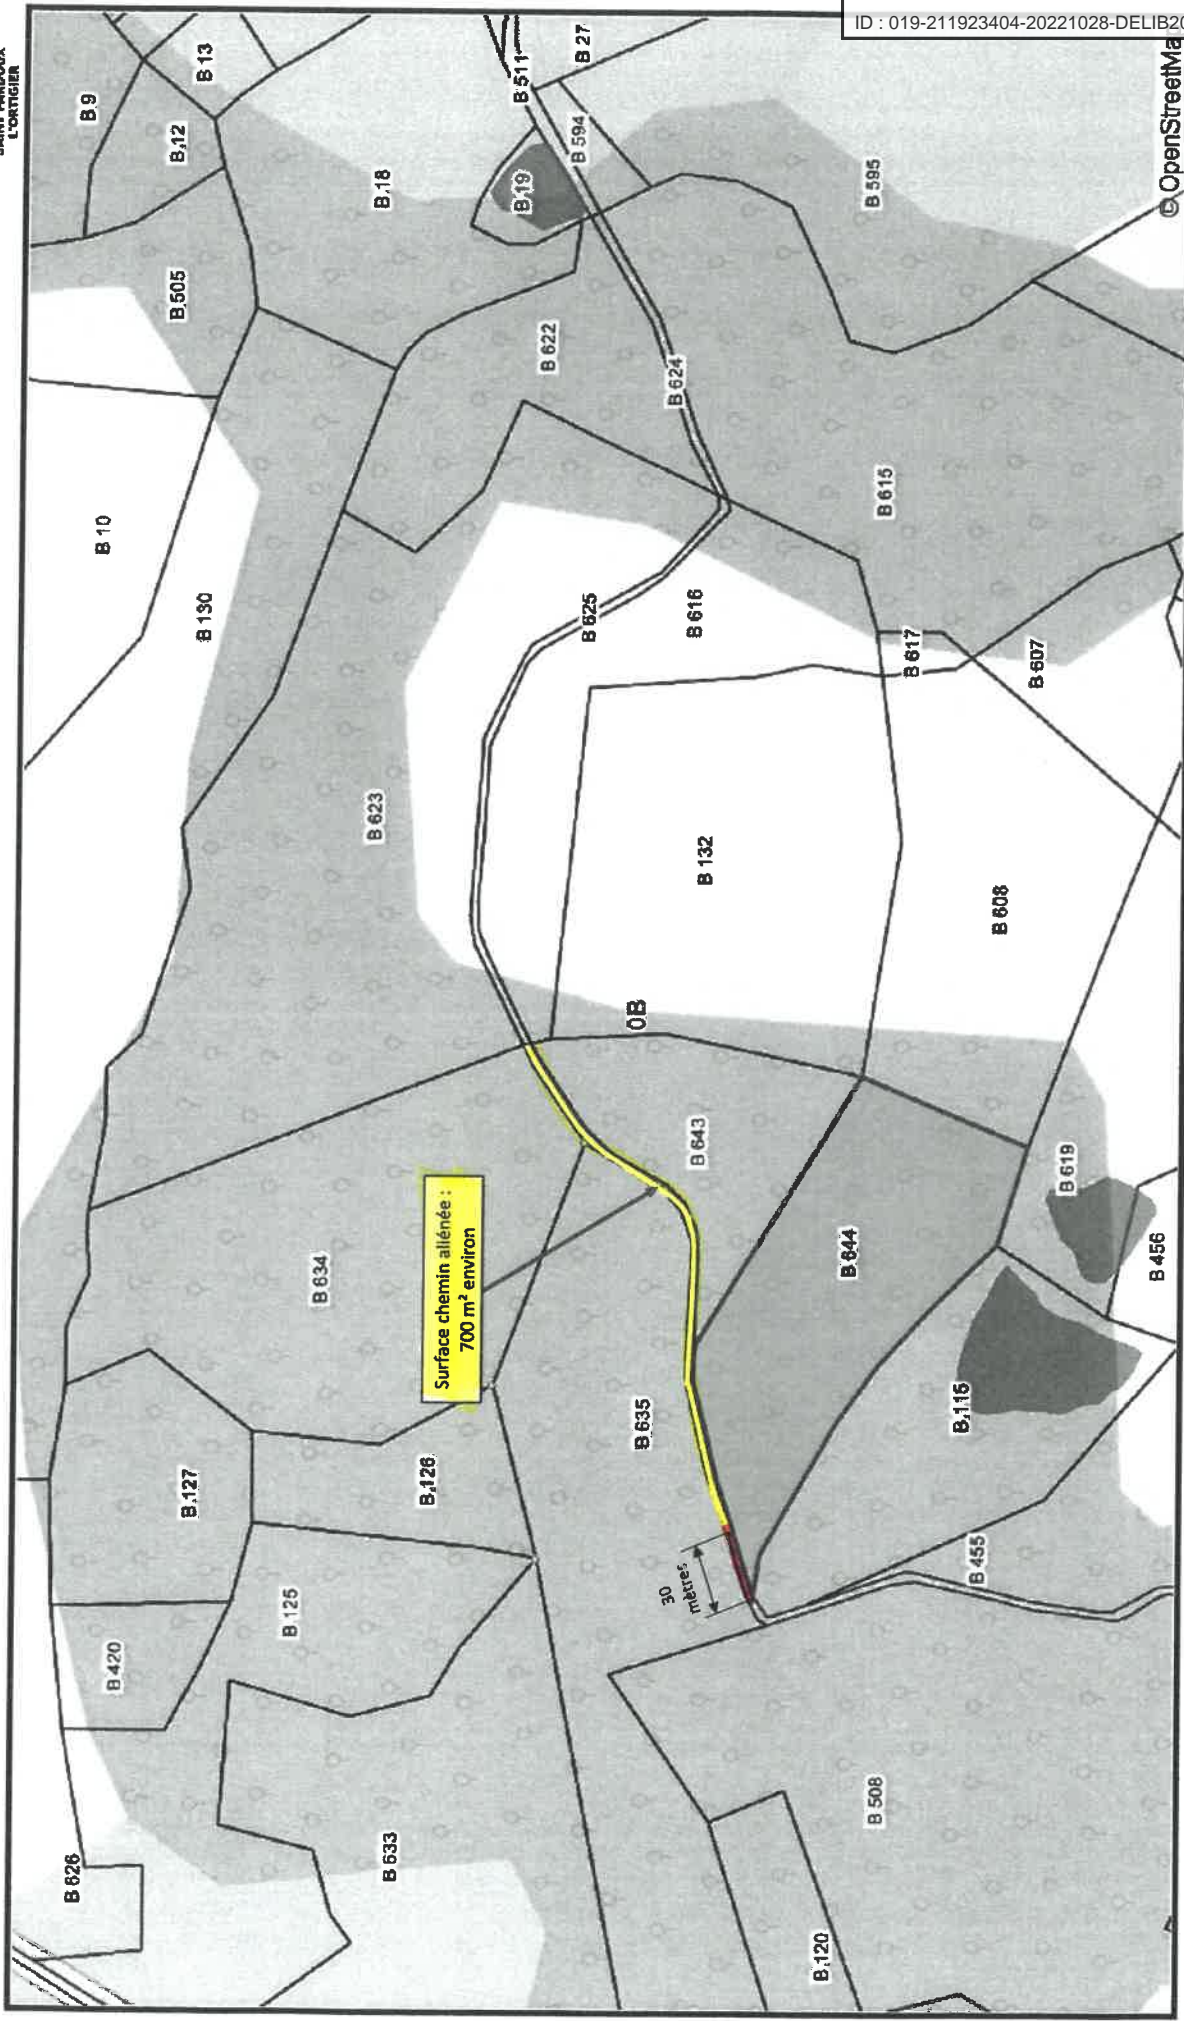 ID : 019-211923404-20221028-DELIB20
L'ORTIGIER
© OpenStreetMa
B 9
B 13
B 12
B 18
B 511
B 27
B 594
B 19
B 595
B 505
B 622
B 624
B 10
B 130
B 615
B 625
B 616
B 617
B 607
B 623
B 132
B 608
0B
B 643
B 619
B 634
Surface chemin aliénée :
700 m² environ
B 644
B 456
B 635
B 115
B 127
B 126
30
mètres
B 455
B 125
B 420
B 508
B 633
B 626
B 120